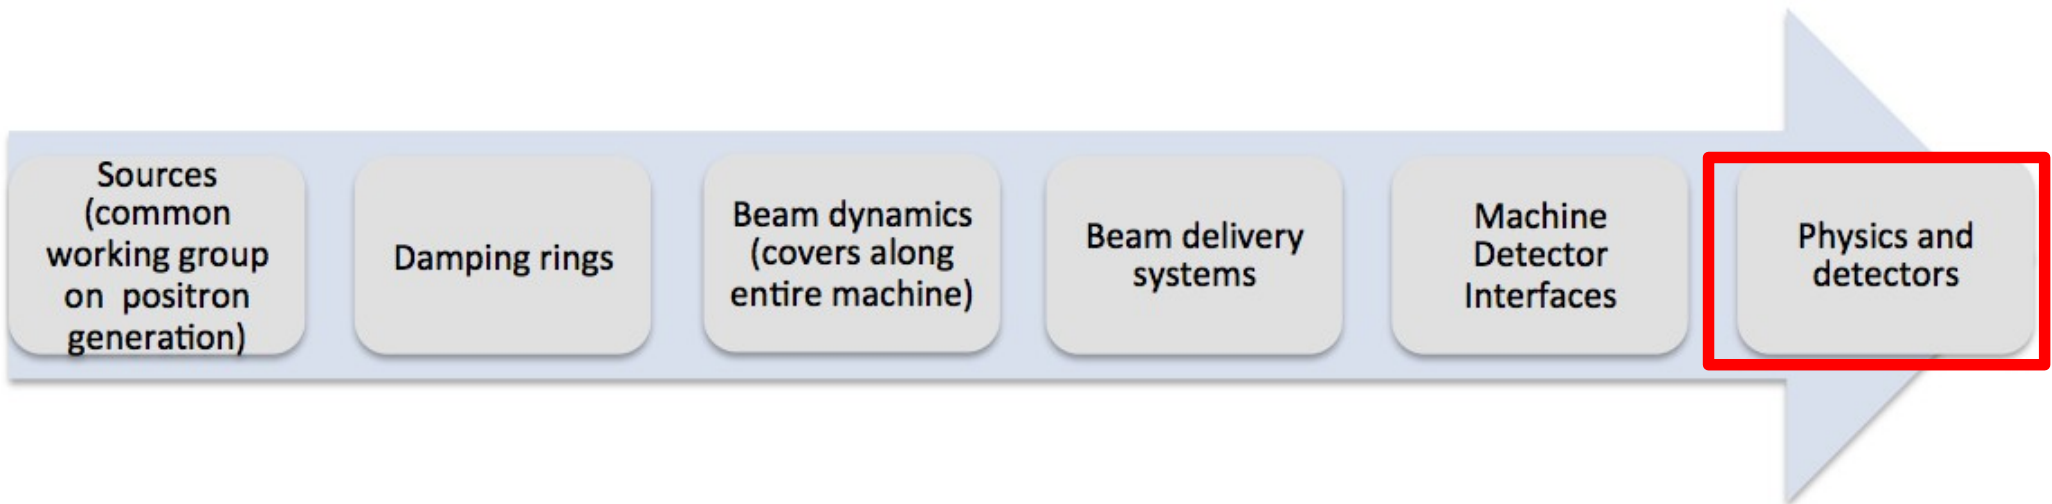 Sources
(common
working group
on positron
generation)
Damping rings
Beam dynamics
(covers along
entire machine)
Beam delivery
systems
Machine
Detector
Interfaces
Physics and
detectors